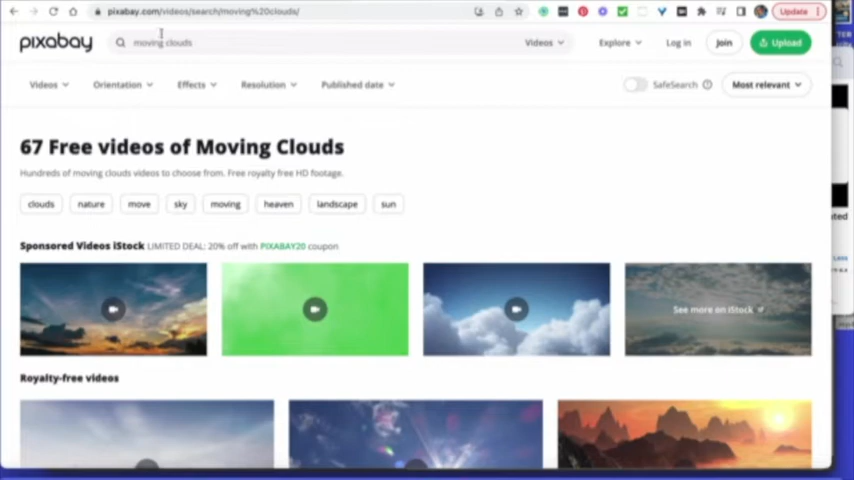 pixabay.com/videos/search/moving%20clouds/
Update
pixabay
moving clouds
Videos
Explore
Log in
Join
Upload
Videos
Orientation
Effects
Resolution
Published date
SafeSearch
Most relevant
67 Free videos of Moving Clouds
Hundreds of moving clouds videos to choose from. Free royalty free HD footage.
clouds
nature
move
sky
moving
heaven
landscape
sun
Sponsored Videos iStock LIMITED DEAL: 20% off with PIXABAY20 coupon
See more on iStock
Royalty-free videos